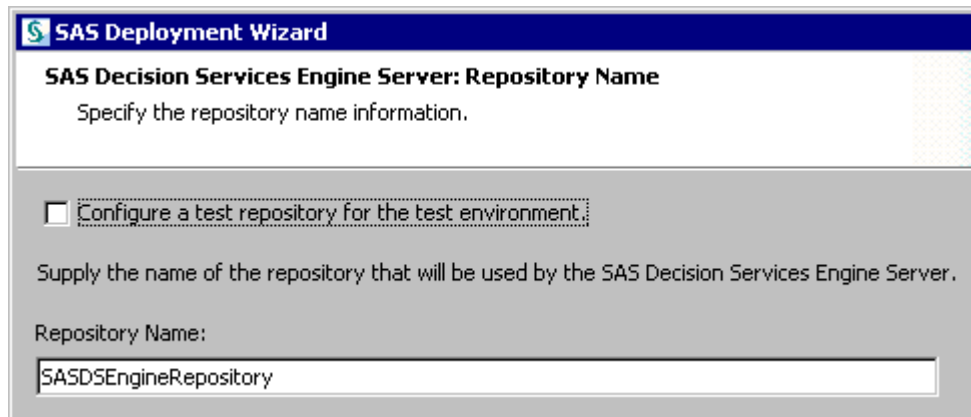 SAS Deployment Wizard
SAS Decision Services Engine Server: Repository Name
Specify the repository name information.
Configure a test repository for the test environment.
Supply the name of the repository that will be used by the SAS Decision Services Engine Server.
Repository Name:
SASDSEngineRepository